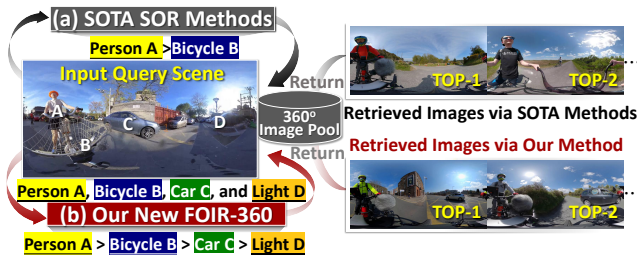 (a) SOTA SOR Methods
Person A >Bicycle B
Input Query Scene
A
B
C
D
Person A, Bicycle B, Car C, and Light D
(b) Our New FOIR-360
Person A > Bicycle B > Car C > Light D
Return
360°
Image Pool
Return
TOP-1
TOP-2
...
Retrieved Images via SOTA Methods
Retrieved Images via Our Method
TOP-1
TOP-2
...